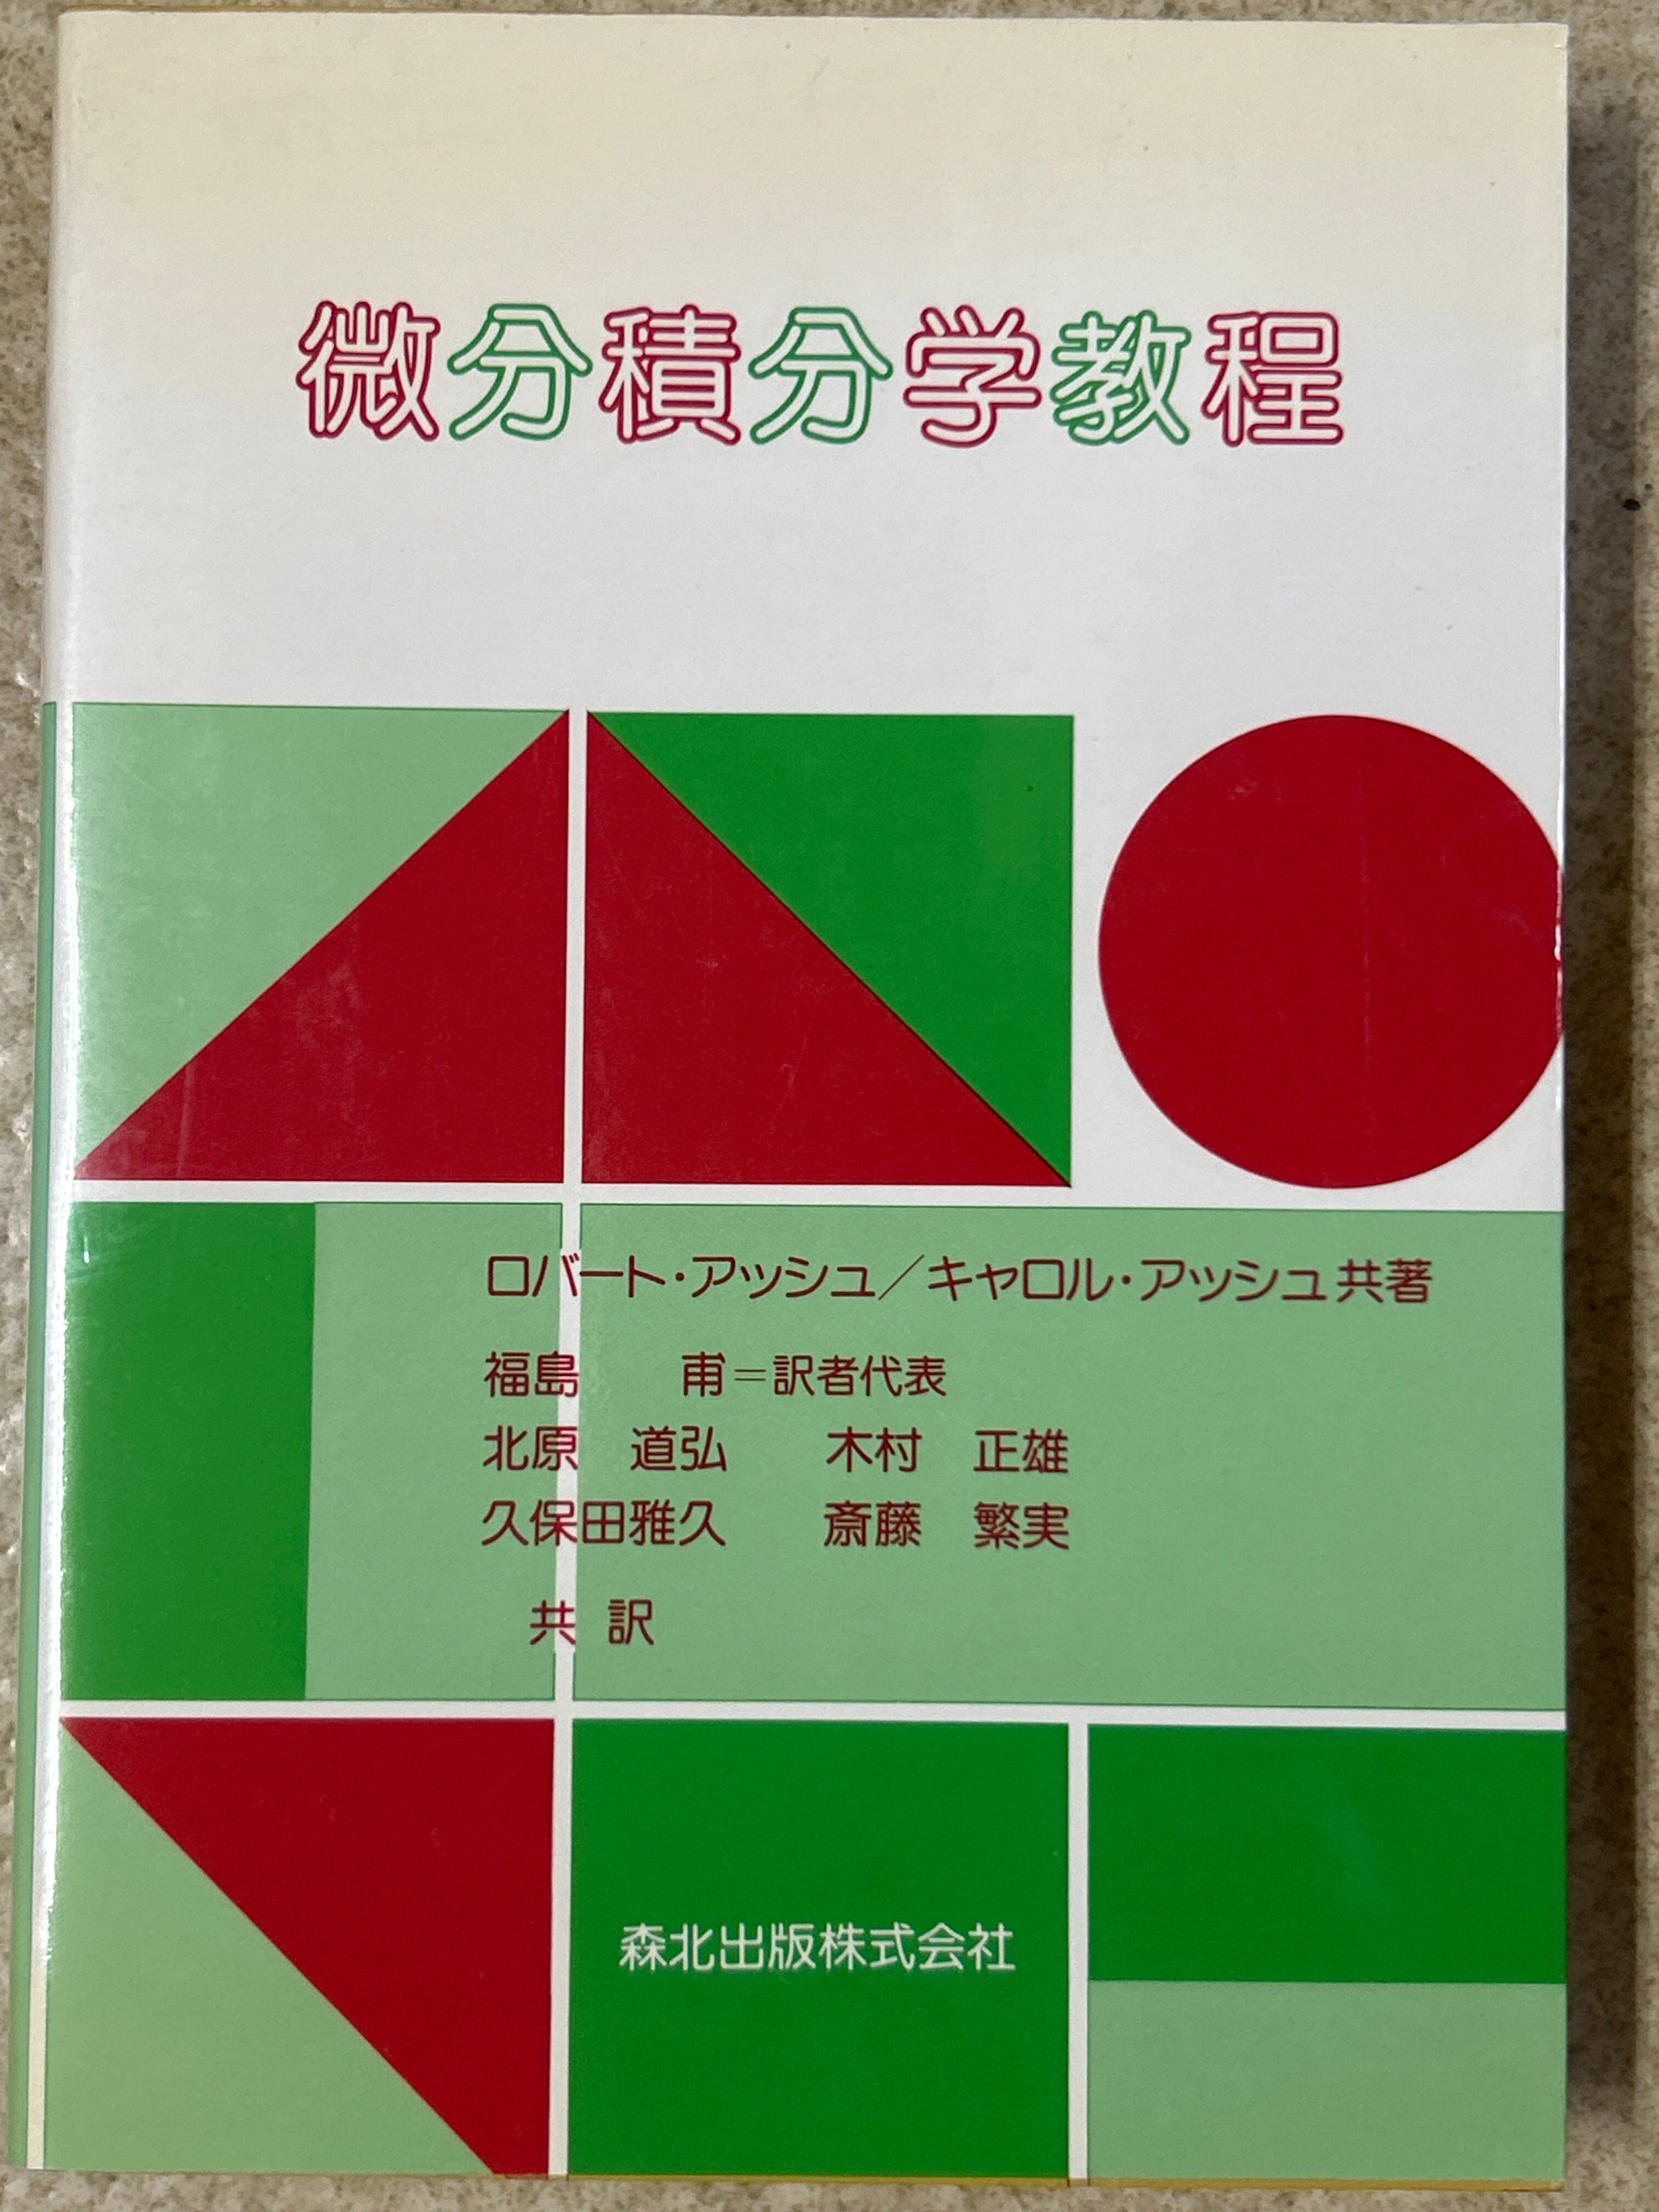 微分積分学教程
ロバート・アッシュ／キャロル・アッシュ共著
福島　甫＝訳者代表
北原　道弘　木村　正雄
久保田雅久　斎藤　繁実
共訳
森北出版株式会社